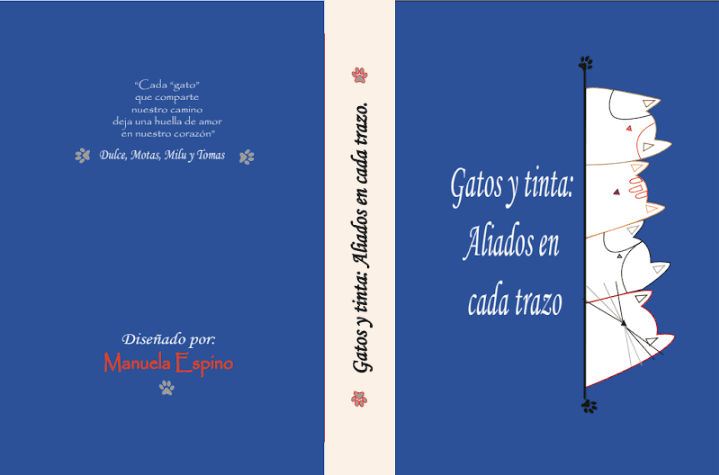 “Cada “gato”
que comparte
nuestro camino
deja una huella de amor
en nuestro corazón”
Dulce, Motas, Milu y Tomas
Diseñado por:
Manuela Espino
Gatos y tinta: Aliados en cada trazo.
Gatos y tinta:
Aliados en
cada trazo